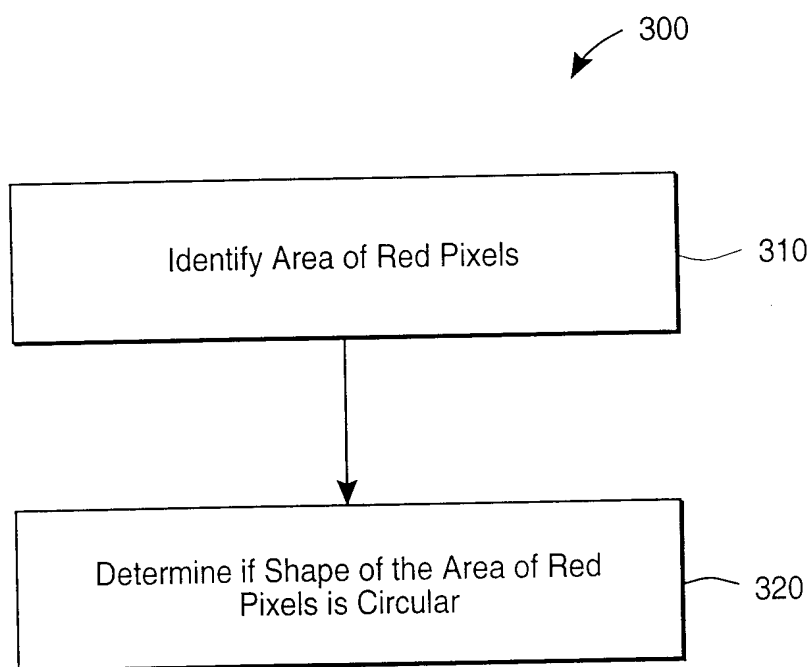 300
Identify Area of Red Pixels
310
Determine if Shape of the Area of Red
Pixels is Circular
320